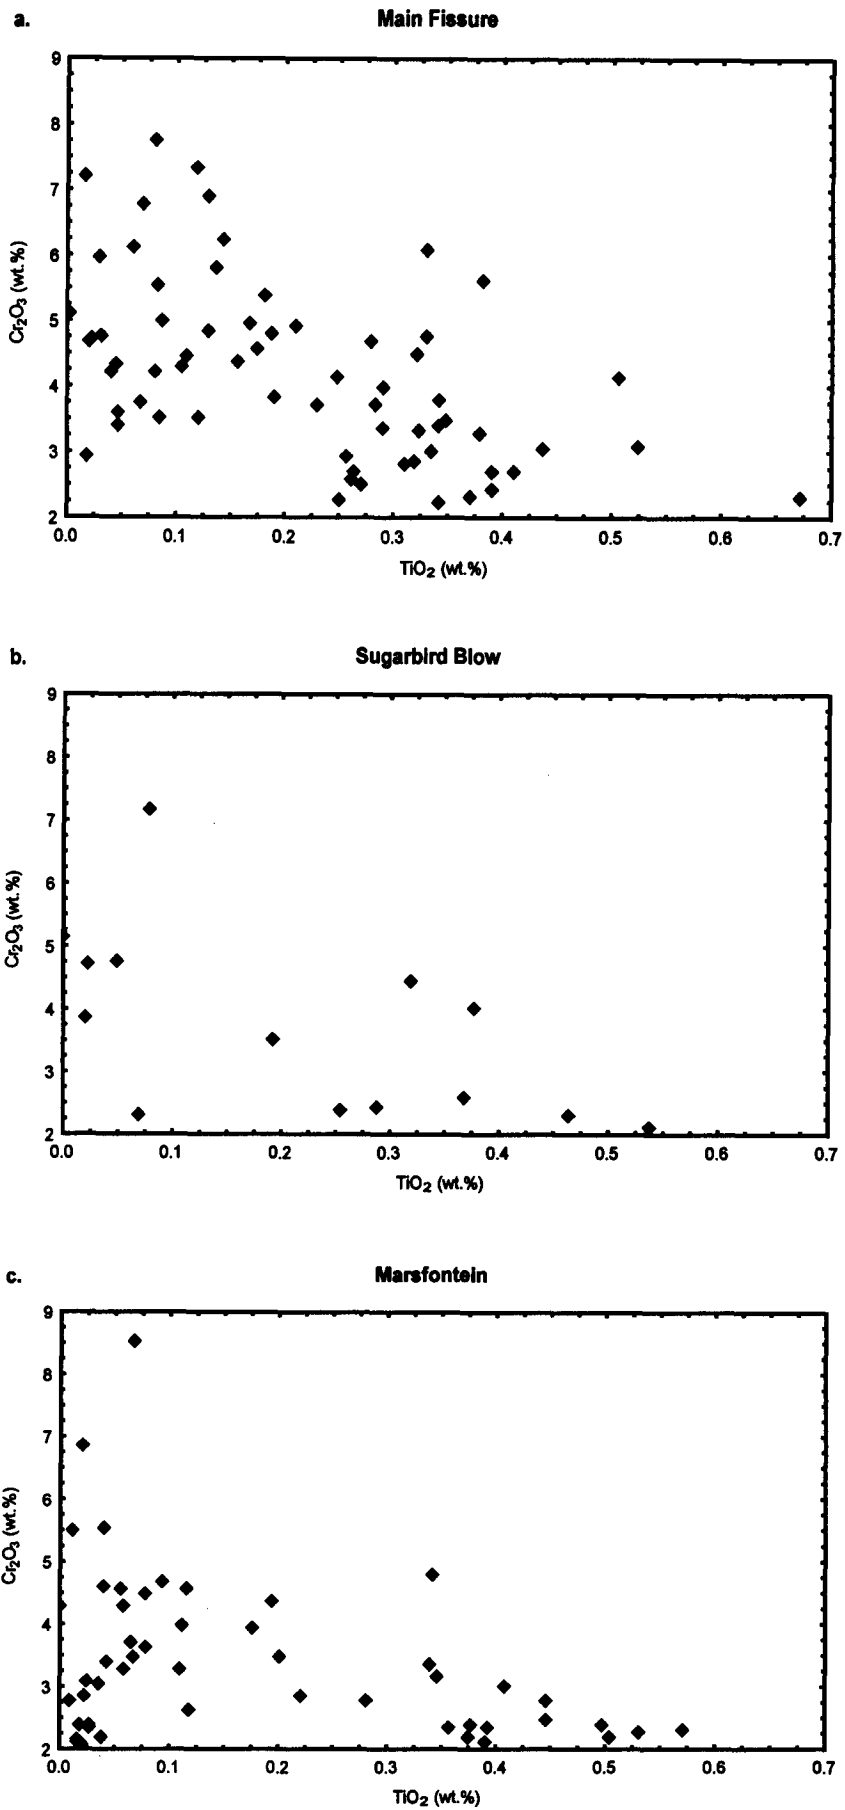 a.
Main Fissure
9
8
7
6
5
4
3
2
Cr₂O₃ (wt.%)
0.0 0.1 0.2 0.3 0.4 0.5 0.6 0.7
TiO₂ (wt.%)
b.
Sugarbird Blow
9
8
7
6
5
4
3
2
Cr₂O₃ (wt.%)
0.0 0.1 0.2 0.3 0.4 0.5 0.6 0.7
TiO₂ (wt.%)
c.
Marsfontein
9
8
7
6
5
4
3
2
Cr₂O₃ (wt.%)
0.0 0.1 0.2 0.3 0.4 0.5 0.6 0.7
TiO₂ (wt.%)